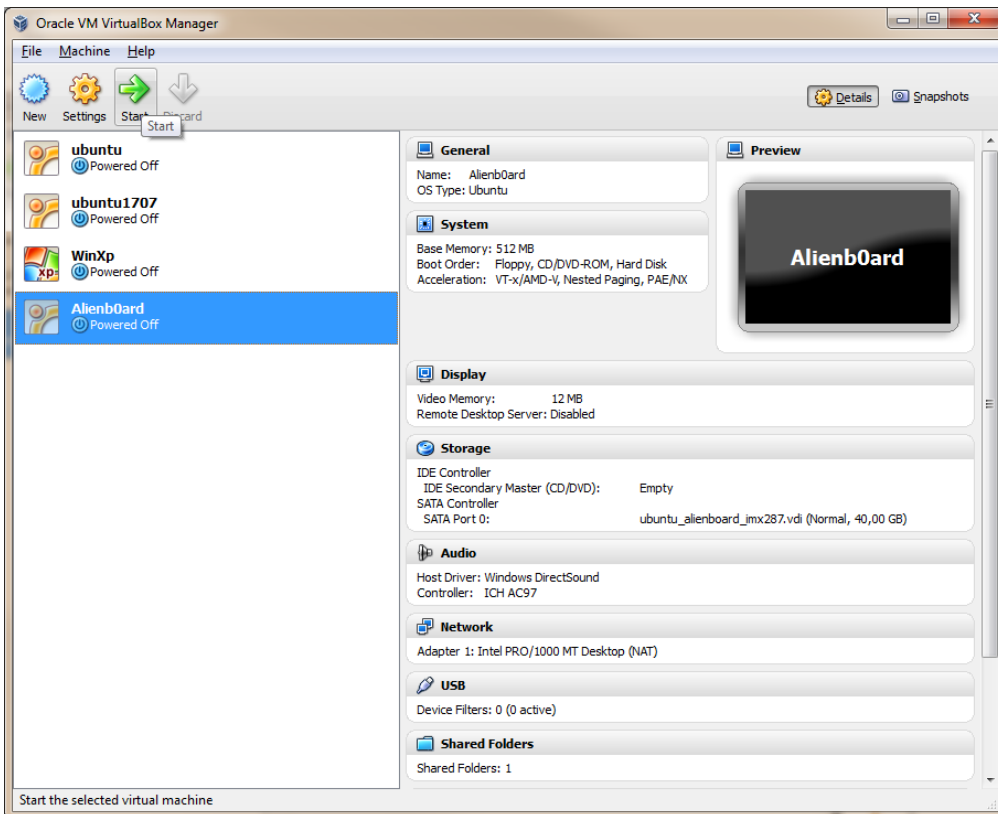 Oracle VM VirtualBox Manager
File Machine Help
New Settings Start Discard
Start
Details Snapshots
ubuntu
Powered Off
ubuntu1707
Powered Off
WinXp
Powered Off
Alienb0ard
Powered Off
General
Name: Alienb0ard
OS Type: Ubuntu
System
Base Memory: 512 MB
Boot Order: Floppy, CD/DVD-ROM, Hard Disk
Acceleration: VT-x/AMD-V, Nested Paging, PAE/NX
Preview
Alienb0ard
Display
Video Memory: 12 MB
Remote Desktop Server: Disabled
Storage
IDE Controller
IDE Secondary Master (CD/DVD): Empty
SATA Controller
SATA Port 0: ubuntu_alienboard_imx287.vdi (Normal, 40,00 GB)
Audio
Host Driver: Windows DirectSound
Controller: ICH AC97
Network
Adapter 1: Intel PRO/1000 MT Desktop (NAT)
USB
Device Filters: 0 (0 active)
Shared Folders
Shared Folders: 1
Start the selected virtual machine